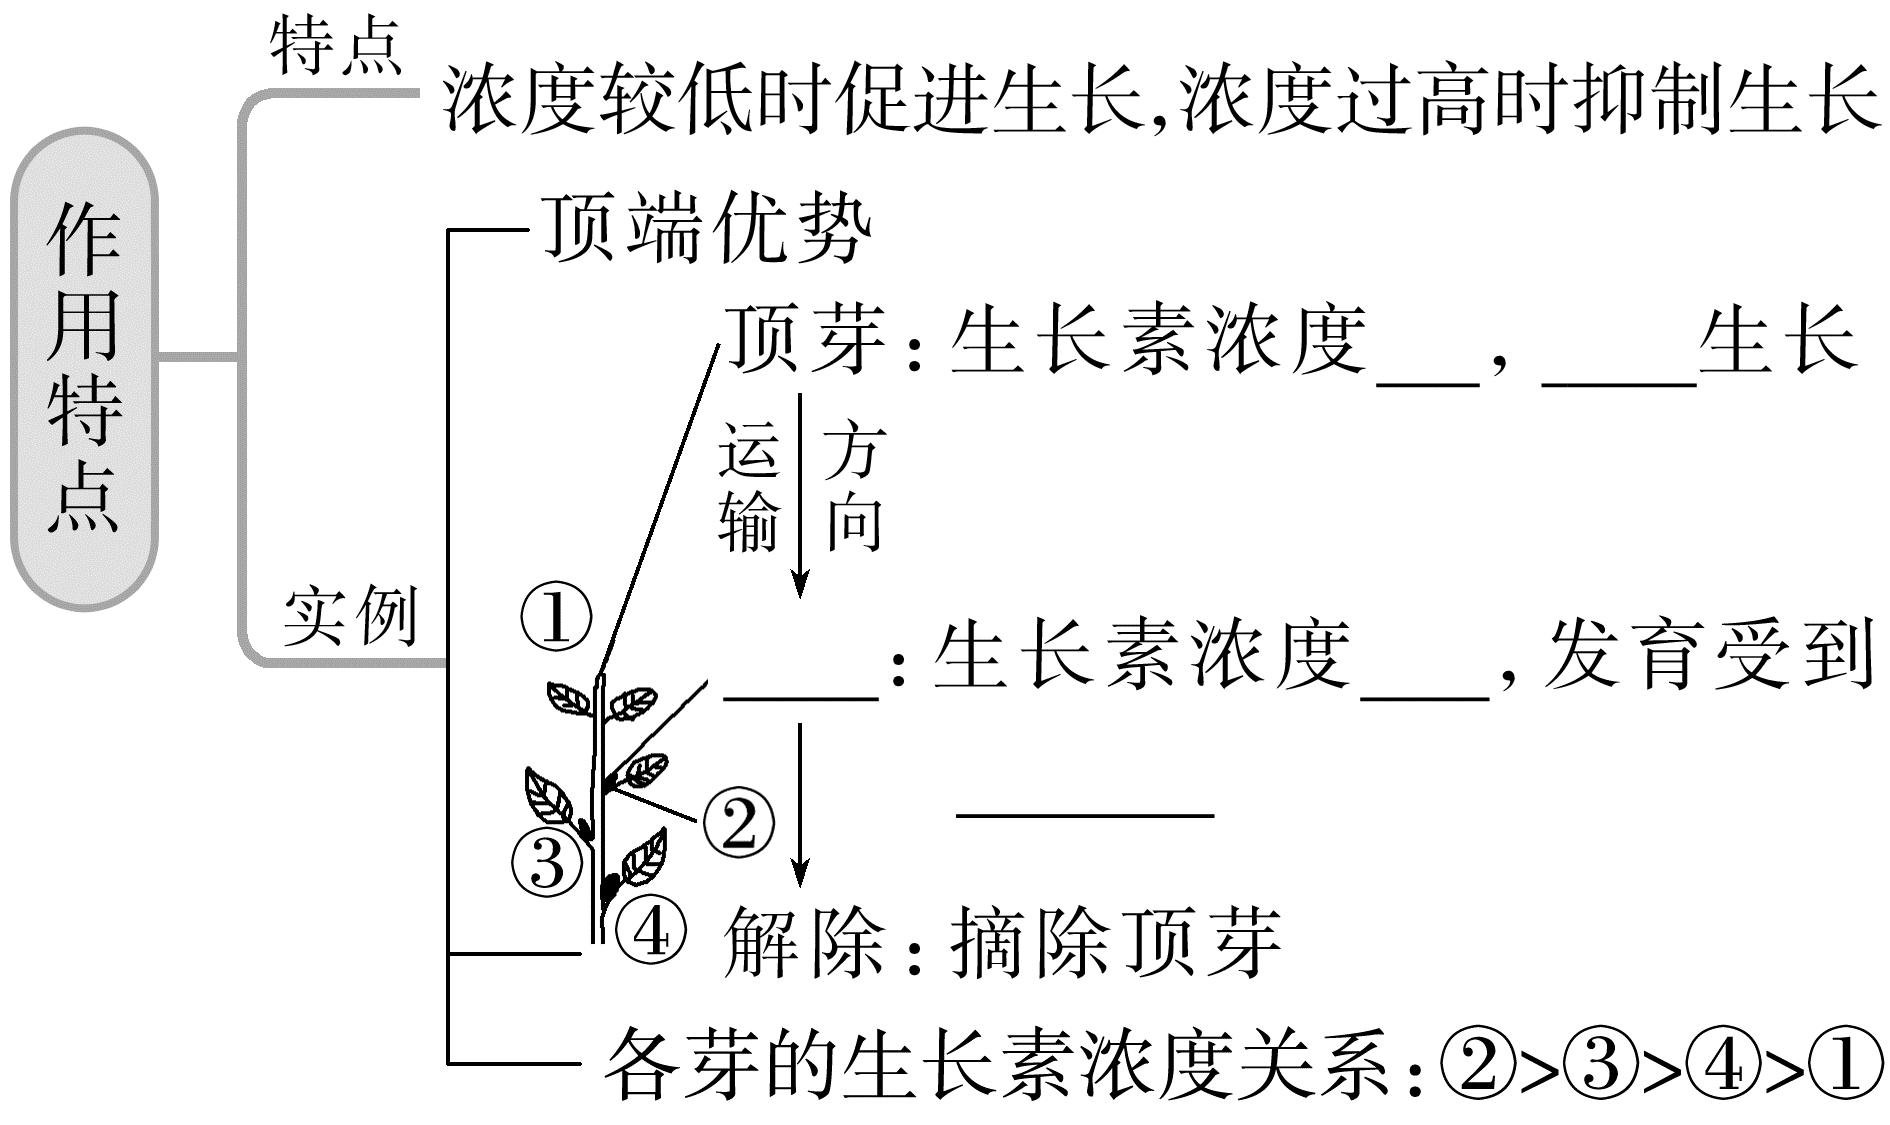 作用特点
特点
浓度较低时促进生长,浓度过高时抑制生长
实例
顶端优势
顶芽：生长素浓度___，____生长
运输方向
①
____：生长素浓度___，发育受到
______
②
③
④
解除：摘除顶芽
各芽的生长素浓度关系：②>③>④>①